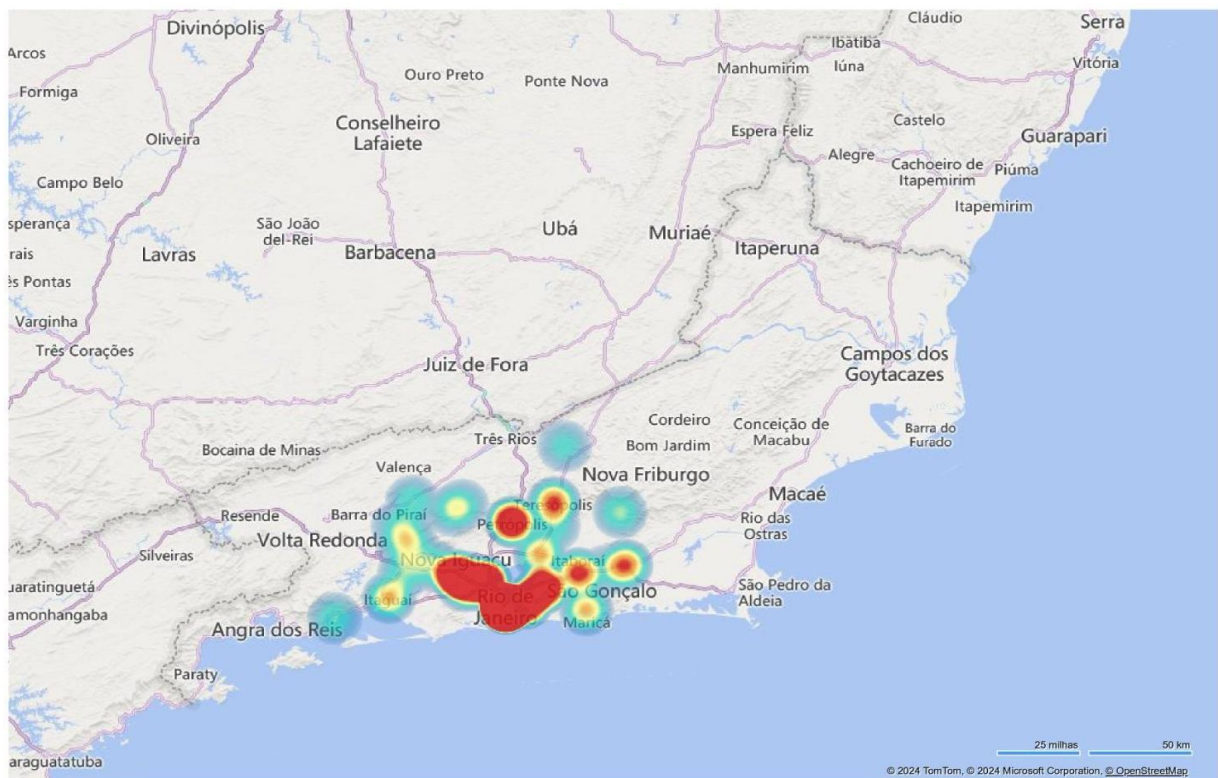 Cláudio
Divinópolis
Serra
Arcos
Ibatiba
Ouro Preto
Ponte Nova
Manhumirim
Iúna
Vitória
Formiga
Conselheiro
Lafaiete
Castelo
Oliveira
Espera Feliz
Guarapari
Alegre
Cachoeiro de
Itapemirim
Piúma
Campo Belo
Itapemirim
sperança
São João
del-Rei
Ubá
Muriaé
Itaperuna
rais
Lavras
Barbacena
ês Pontas
Varginha
Três Corações
Juiz de Fora
Campos dos
Goytacazes
Cordeiro
Conceição de
Macabu
Barra do
Furado
Bocaina de Minas
Três Rios
Bom Jardim
Valença
Nova Friburgo
Macaé
Teresópolis
Resende
Barra do Piraí
Petrópolis
Rio das
Ostras
Volta Redonda
Silveiras
Nova Iguaçu
Itaboraí
uaratinguetá
São Gonçalo
São Pedro da
Aldeia
amonhangaba
Itaguaí
Rio de
Janeiro
Maricá
Angra dos Reis
Paraty
araguatatuba
25 milhas
50 km
© 2024 TomTom, © 2024 Microsoft Corporation, © OpenStreetMap